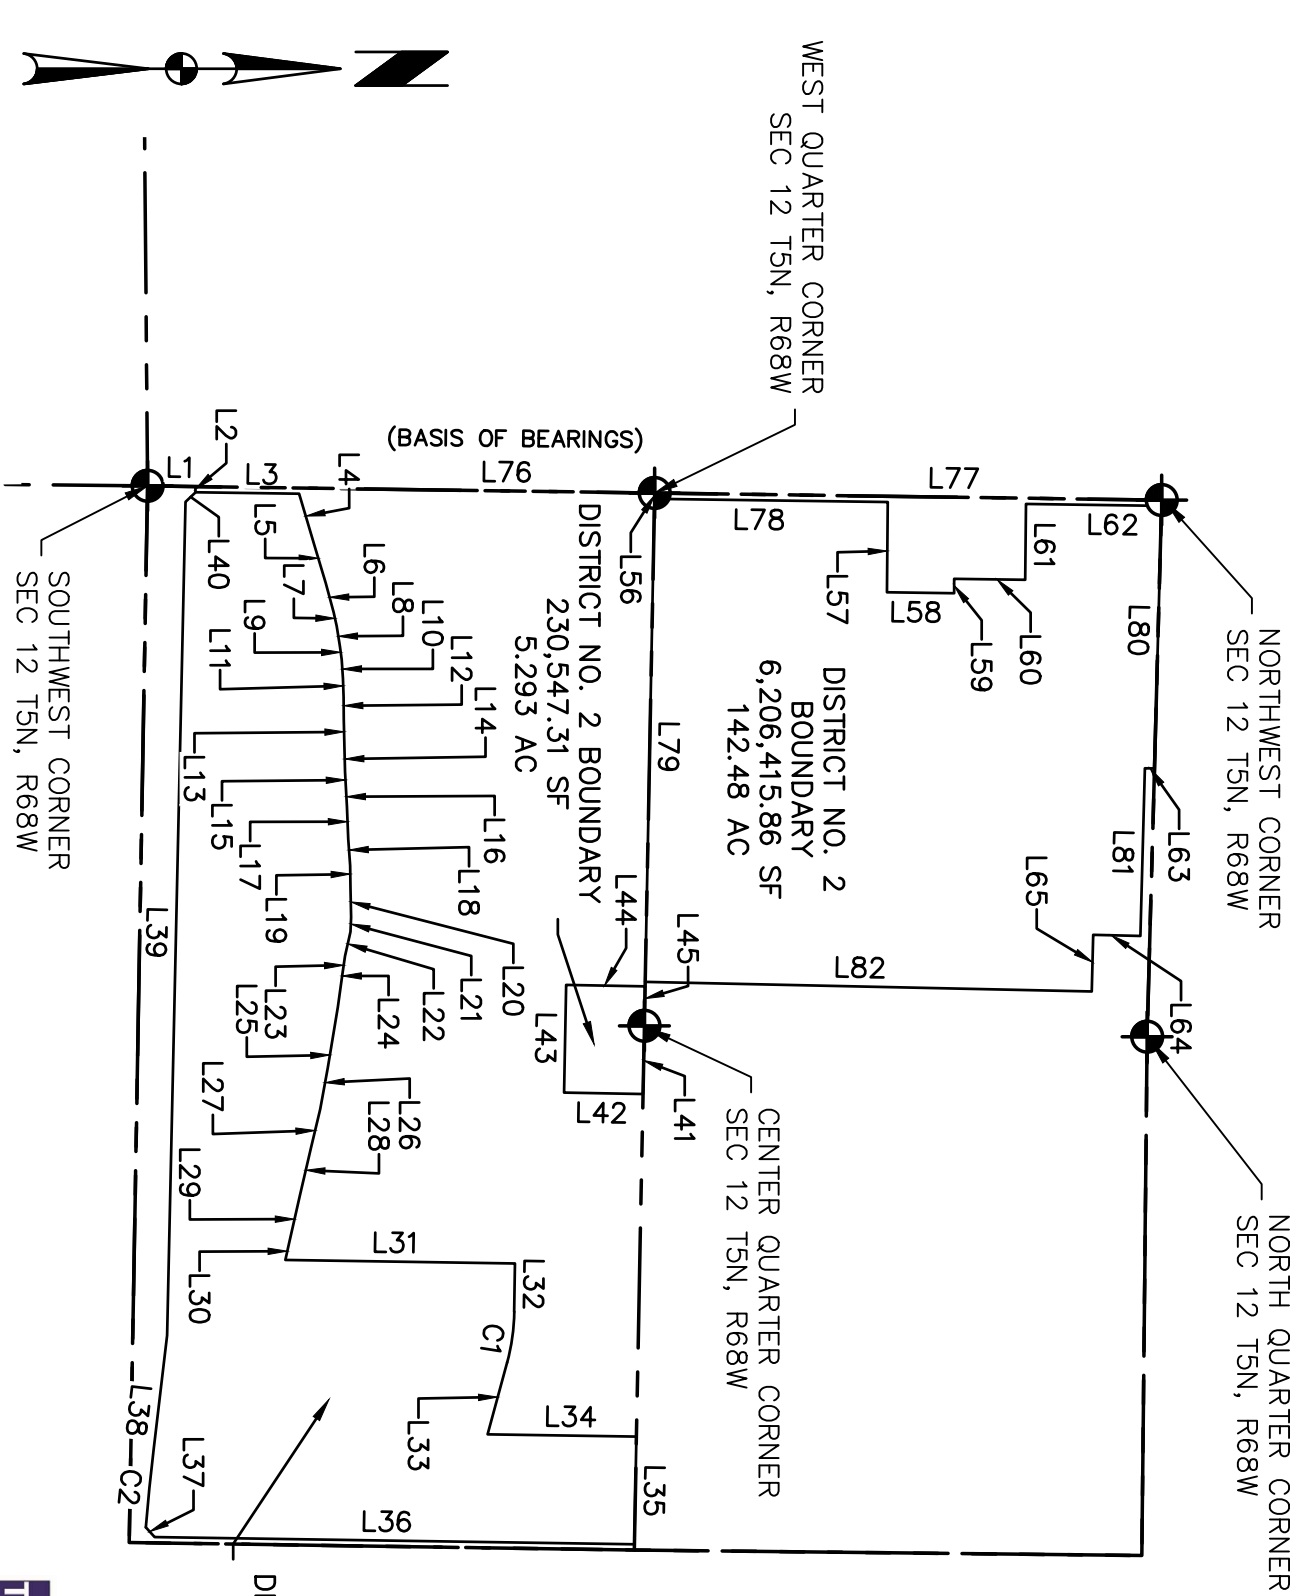 NORTHWEST CORNER
SEC 12 T5N, R68W
NORTH QUARTER CORNER
SEC 12 T5N, R68W
WEST QUARTER CORNER
SEC 12 T5N, R68W
CENTER QUARTER CORNER
SEC 12 T5N, R68W
SOUTHWEST CORNER
SEC 12 T5N, R68W
(BASIS OF BEARINGS)
DISTRICT NO. 2
BOUNDARY
6,206,415.86 SF
142.48 AC
DISTRICT NO. 2 BOUNDARY
230,547.31 SF
5.293 AC
L1
L2
L3
L4
L5
L6
L7
L8
L9
L10
L11
L12
L13
L14
L15
L16
L17
L18
L19
L20
L21
L22
L23
L24
L25
L26
L27
L28
L29
L30
L31
L32
C1
L33
L34
L35
L36
L37
C2
L38
L39
L40
L41
L42
L43
L44
L45
L56
L57
L58
L59
L60
L61
L62
L63
L64
L65
L76
L77
L78
L79
L80
L81
L82
N